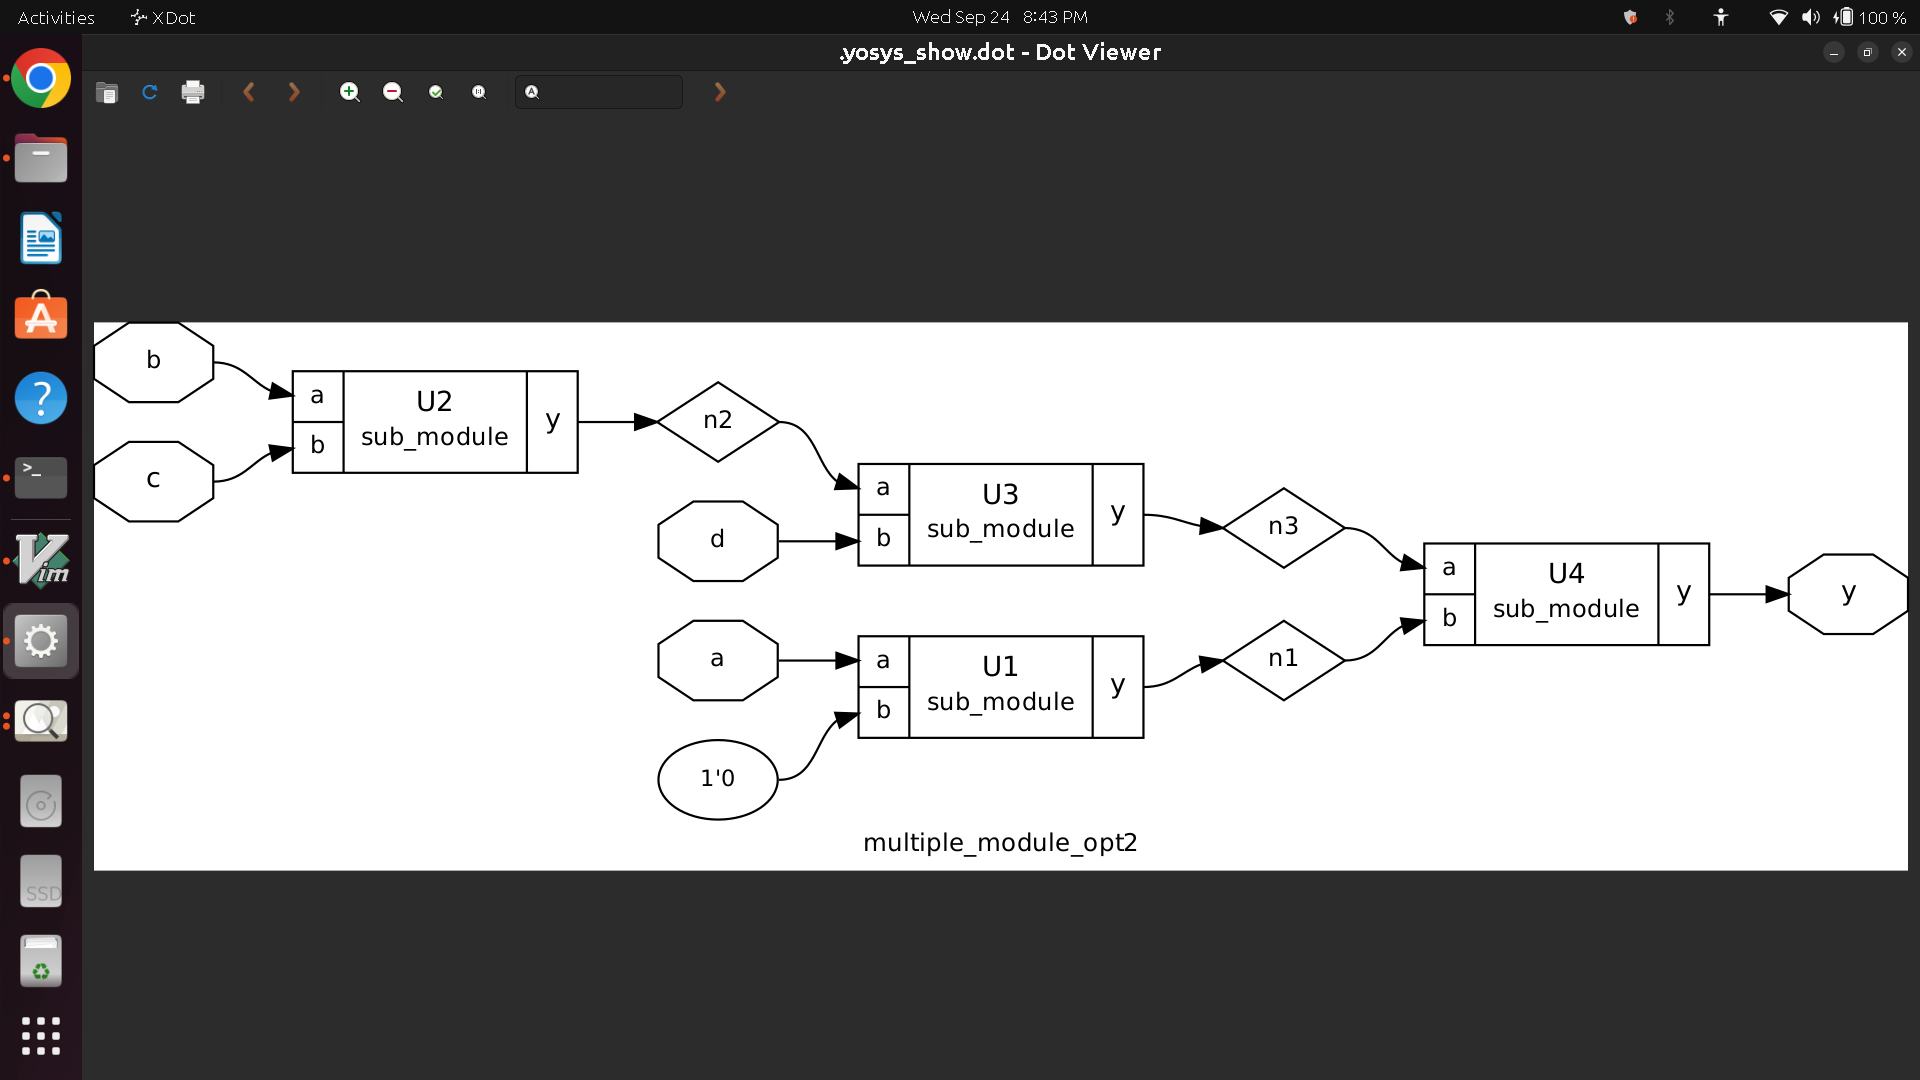 Activities XDot Wed Sep 24 8:43 PM 100 %
.yosys_show.dot - Dot Viewer
b
a
U2
sub_module
y
b
c
n2
a
U3
sub_module
y
b
d
n3
a
U4
sub_module
y
b
y
a
a
U1
sub_module
y
b
n1
1'0
multiple_module_opt2
>_
Vim
SSD